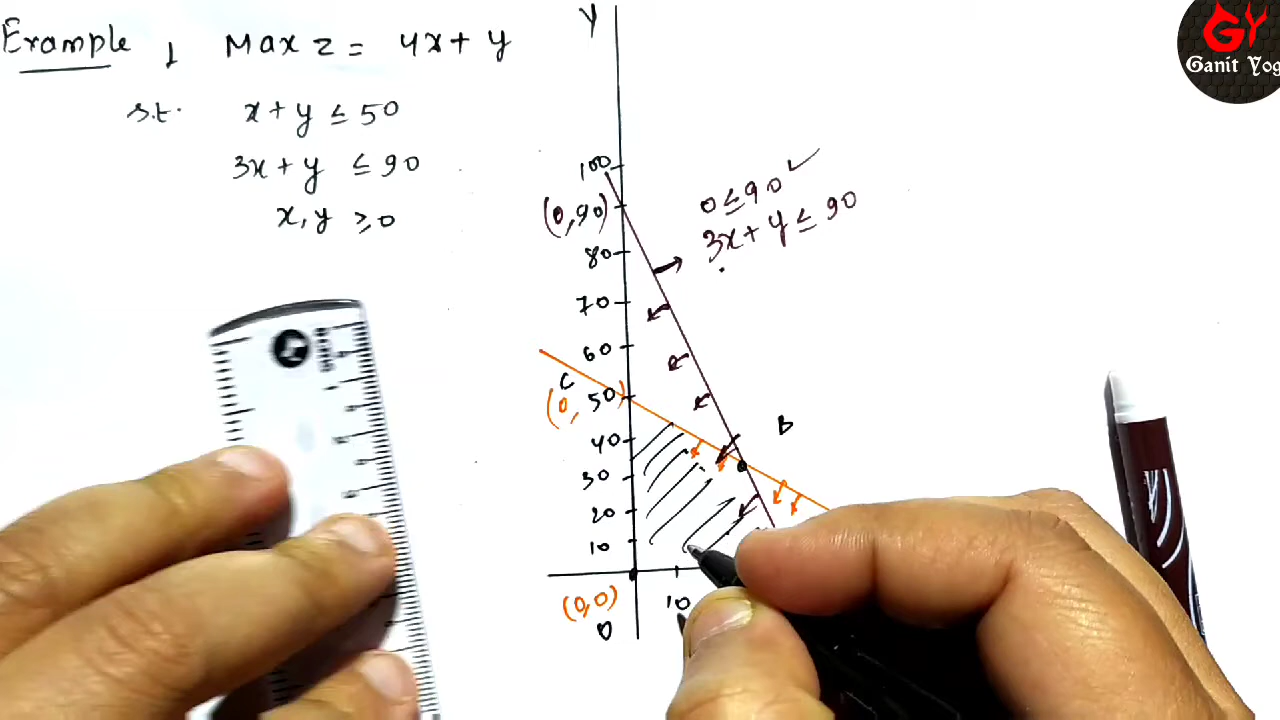 Example 1 Max z = 4x + y
s.t. x + y ≤ 50
3x + y ≤ 90
x, y ≥ 0
GY
Ganit Yog
Y
100
(0, 90)
80
70
60
C
(0, 50)
40
30
20
10
(0,0)
O
10
B
0 ≤ 90 ✓
3x + y ≤ 90